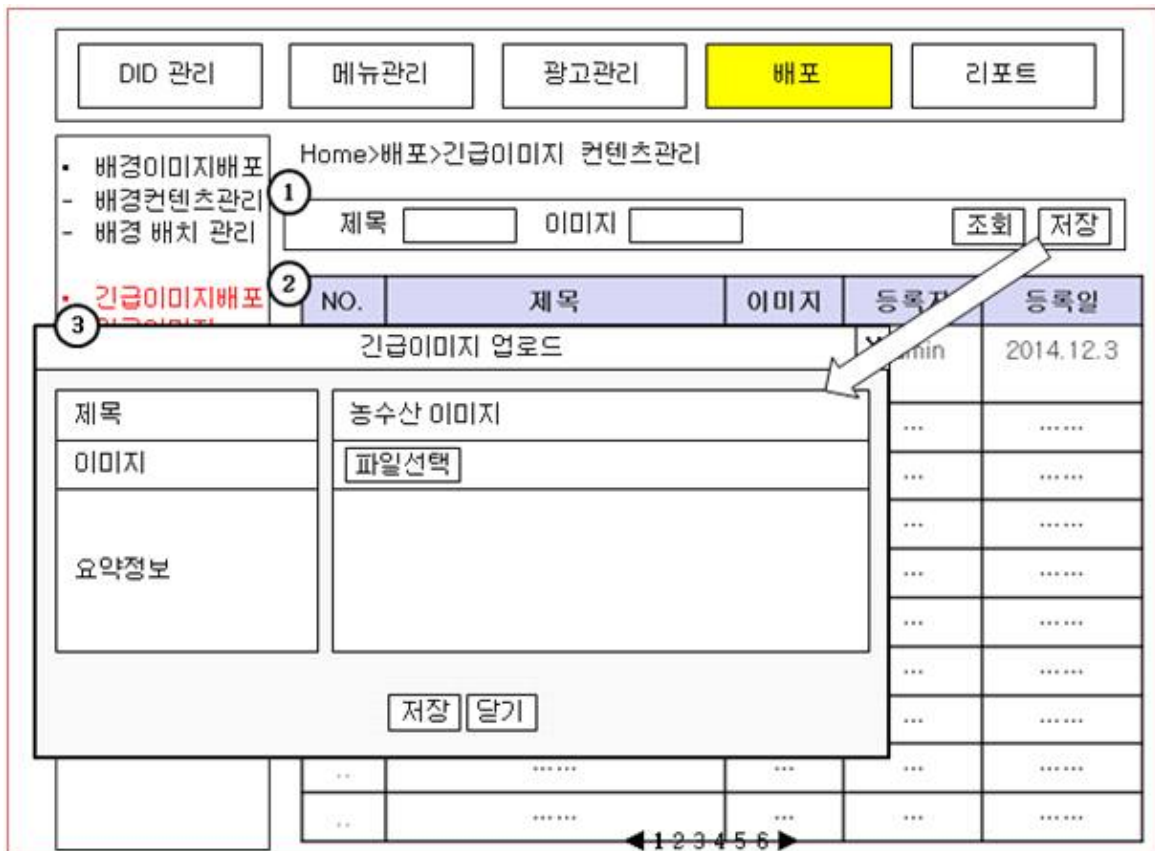 DID 관리 메뉴관리 광고관리 배포 리포트
Home>배포>긴급이미지 컨텐츠관리
• 배경이미지배포
- 배경컨텐츠관리
- 배경 배치 관리
• 긴급이미지배포
1
제목 이미지 조회 저장
2
NO. 제목 이미지 등록자 등록일
2014.12.3
3
긴급이미지 업로드 X
제목 농수산 이미지
이미지 파일선택
요약정보
저장 닫기
... ......
... ......
... ......
... ......
... ......
... ......
... ......
.. ...... ... ... ......
.. ...... ... ... ......
◀1 2 3 4 5 6▶